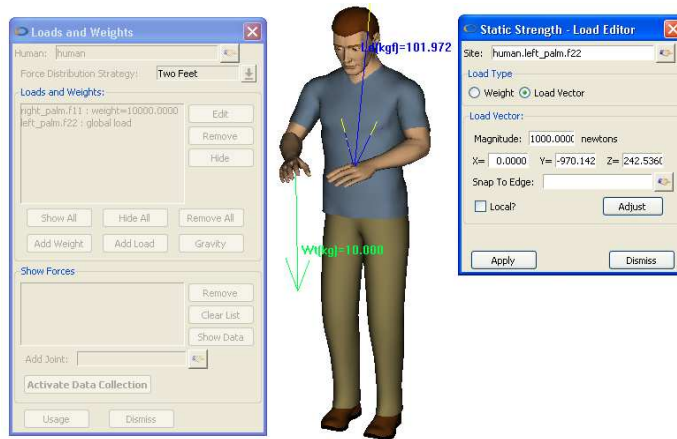 Loads and Weights
Human: human
Force Distribution Strategy: Two Feet
Loads and Weights:
right_palm.f11 : weight=10000.0000
left_palm.f22 : global load
Edit
Remove
Hide
Show All Hide All Remove All
Add Weight Add Load Gravity
Show Forces
Remove
Clear List
Show Data
Add Joint:
Activate Data Collection
Usage Dismiss
Ld(kgf)=101.972
Wt(kg)=10.000
Static Strength - Load Editor
Site: human.left_palm.f22
Load Type
Weight Load Vector
Load Vector:
Magnitude: 1000.0000 newtons
X= 0.0000 Y= -970.142 Z= 242.5360
Snap To Edge:
Local? Adjust
Apply Dismiss